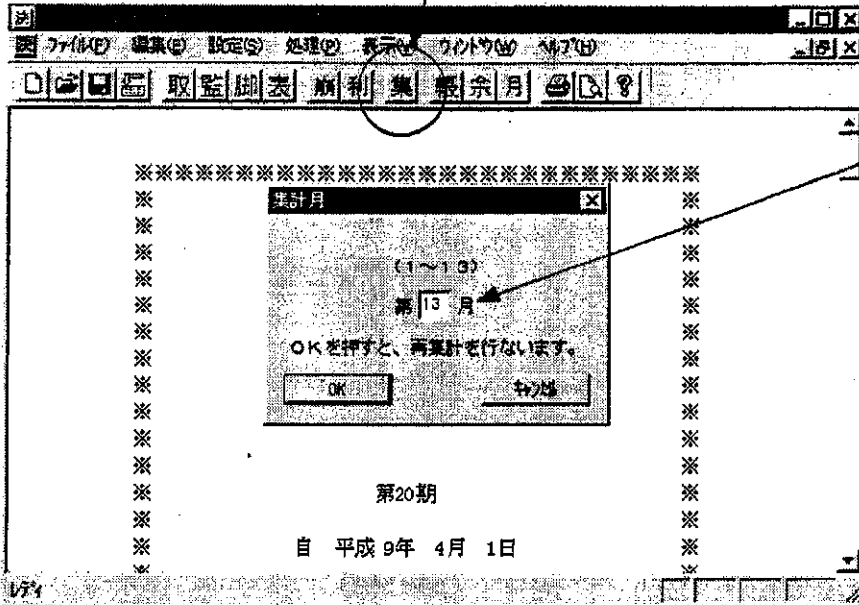 決
ファイル(F) 編集(E) 設定(S) 処理(P) 表示(W) ウィンドウ(W) ヘルプ(H)
取 監 脚 表 崩 利 集 帳 余 月
※※※※※※※※※※※※※※※※※※※※※※※※※※※※
集計月
(1～13)
第 13 月
OKを押すと、再集計を行ないます。
OK キャンセル
第20期
自 平成 9年 4月 1日
レディ